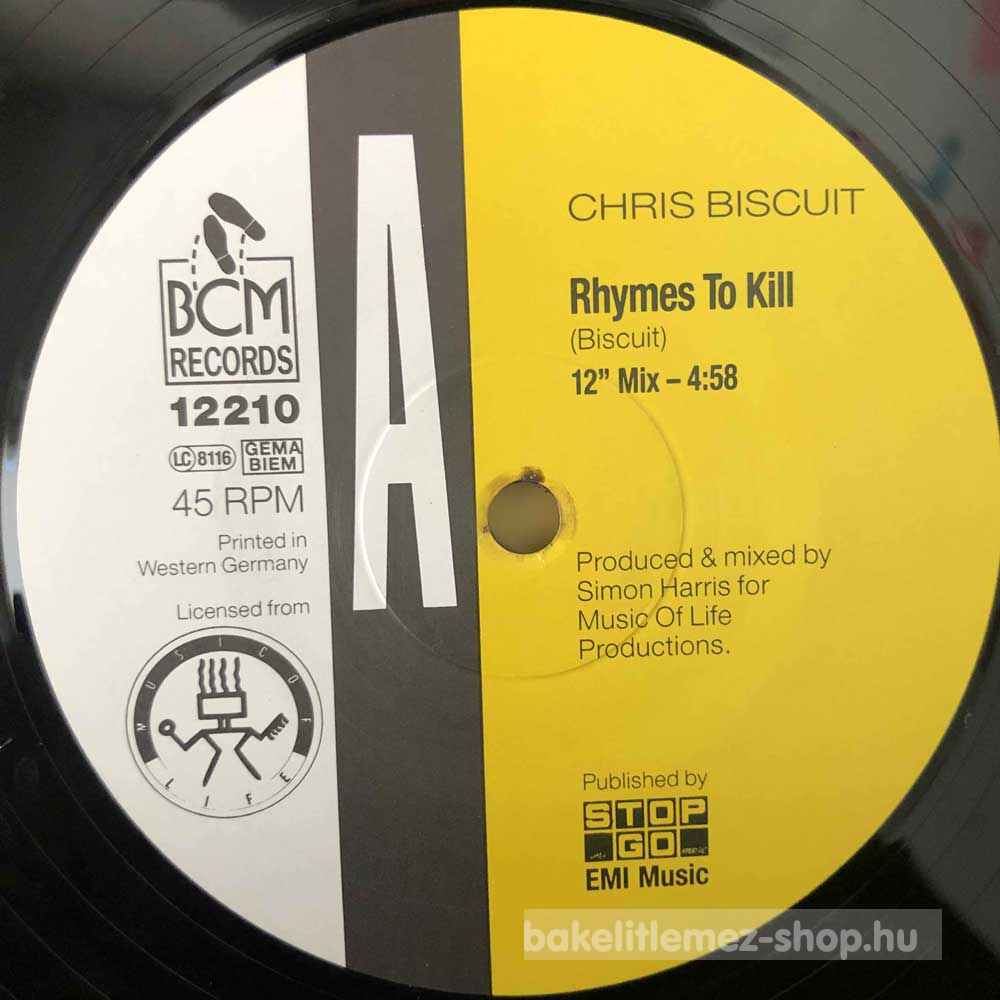 BCM
RECORDS
12210
LC 8116
GEMA
BIEM
45 RPM
Printed in
Western Germany
Licensed from
MUSIC OF
LIFE
A
CHRIS BISCUIT
Rhymes To Kill
(Biscuit)
12” Mix – 4:58
Produced & mixed by
Simon Harris for
Music Of Life
Productions.
Published by
STOP
GO
EMI Music
bakelitlemez-shop.hu